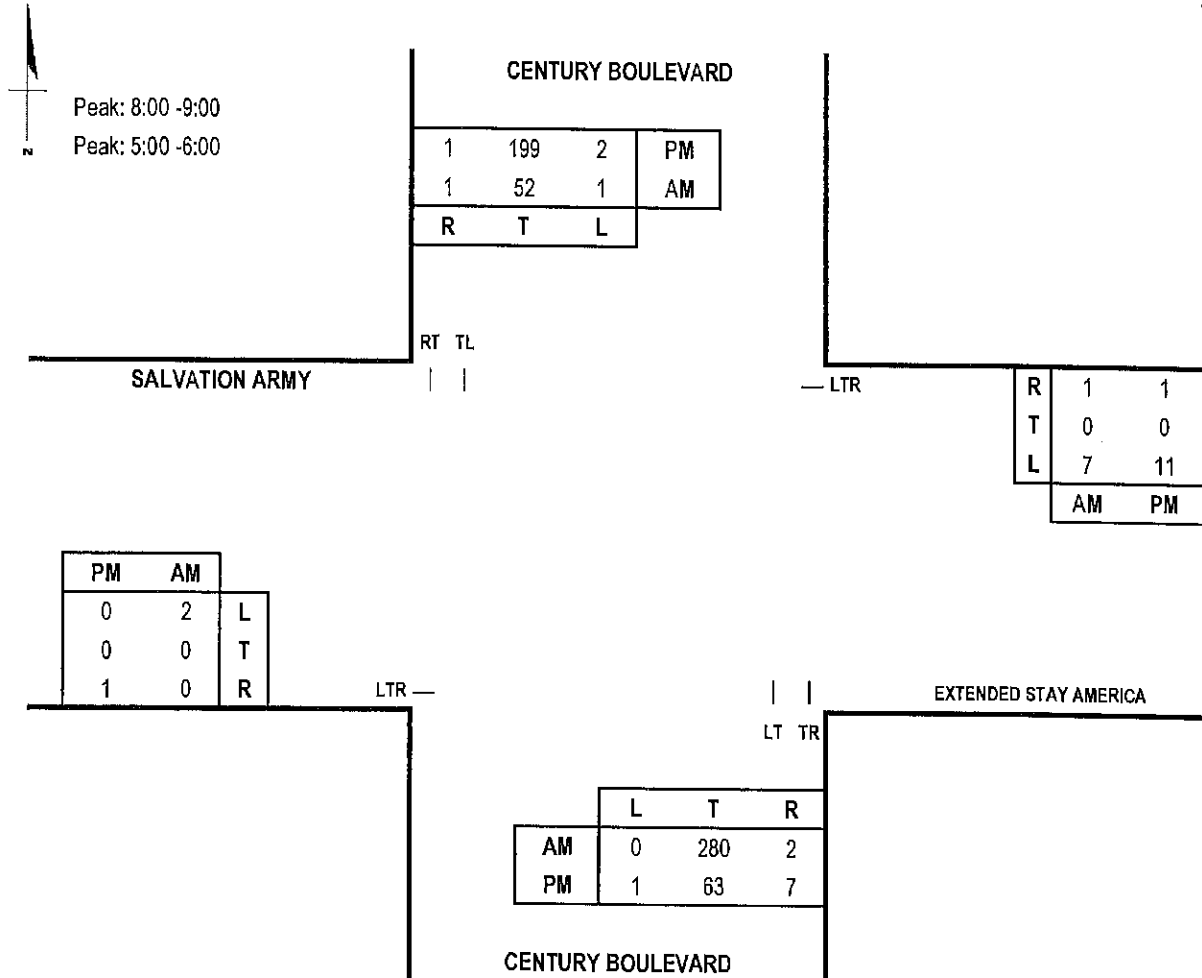 CENTURY BOULEVARD
Peak: 8:00 -9:00
Peak: 5:00 -6:00
N
1 199 2 PM
1 52 1 AM
R T L
RT TL
SALVATION ARMY
LTR
R 1 1
T 0 0
L 7 11
AM PM
PM AM
0 2 L
0 0 T
1 0 R
LTR
EXTENDED STAY AMERICA
LT TR
L T R
AM 0 280 2
PM 1 63 7
CENTURY BOULEVARD